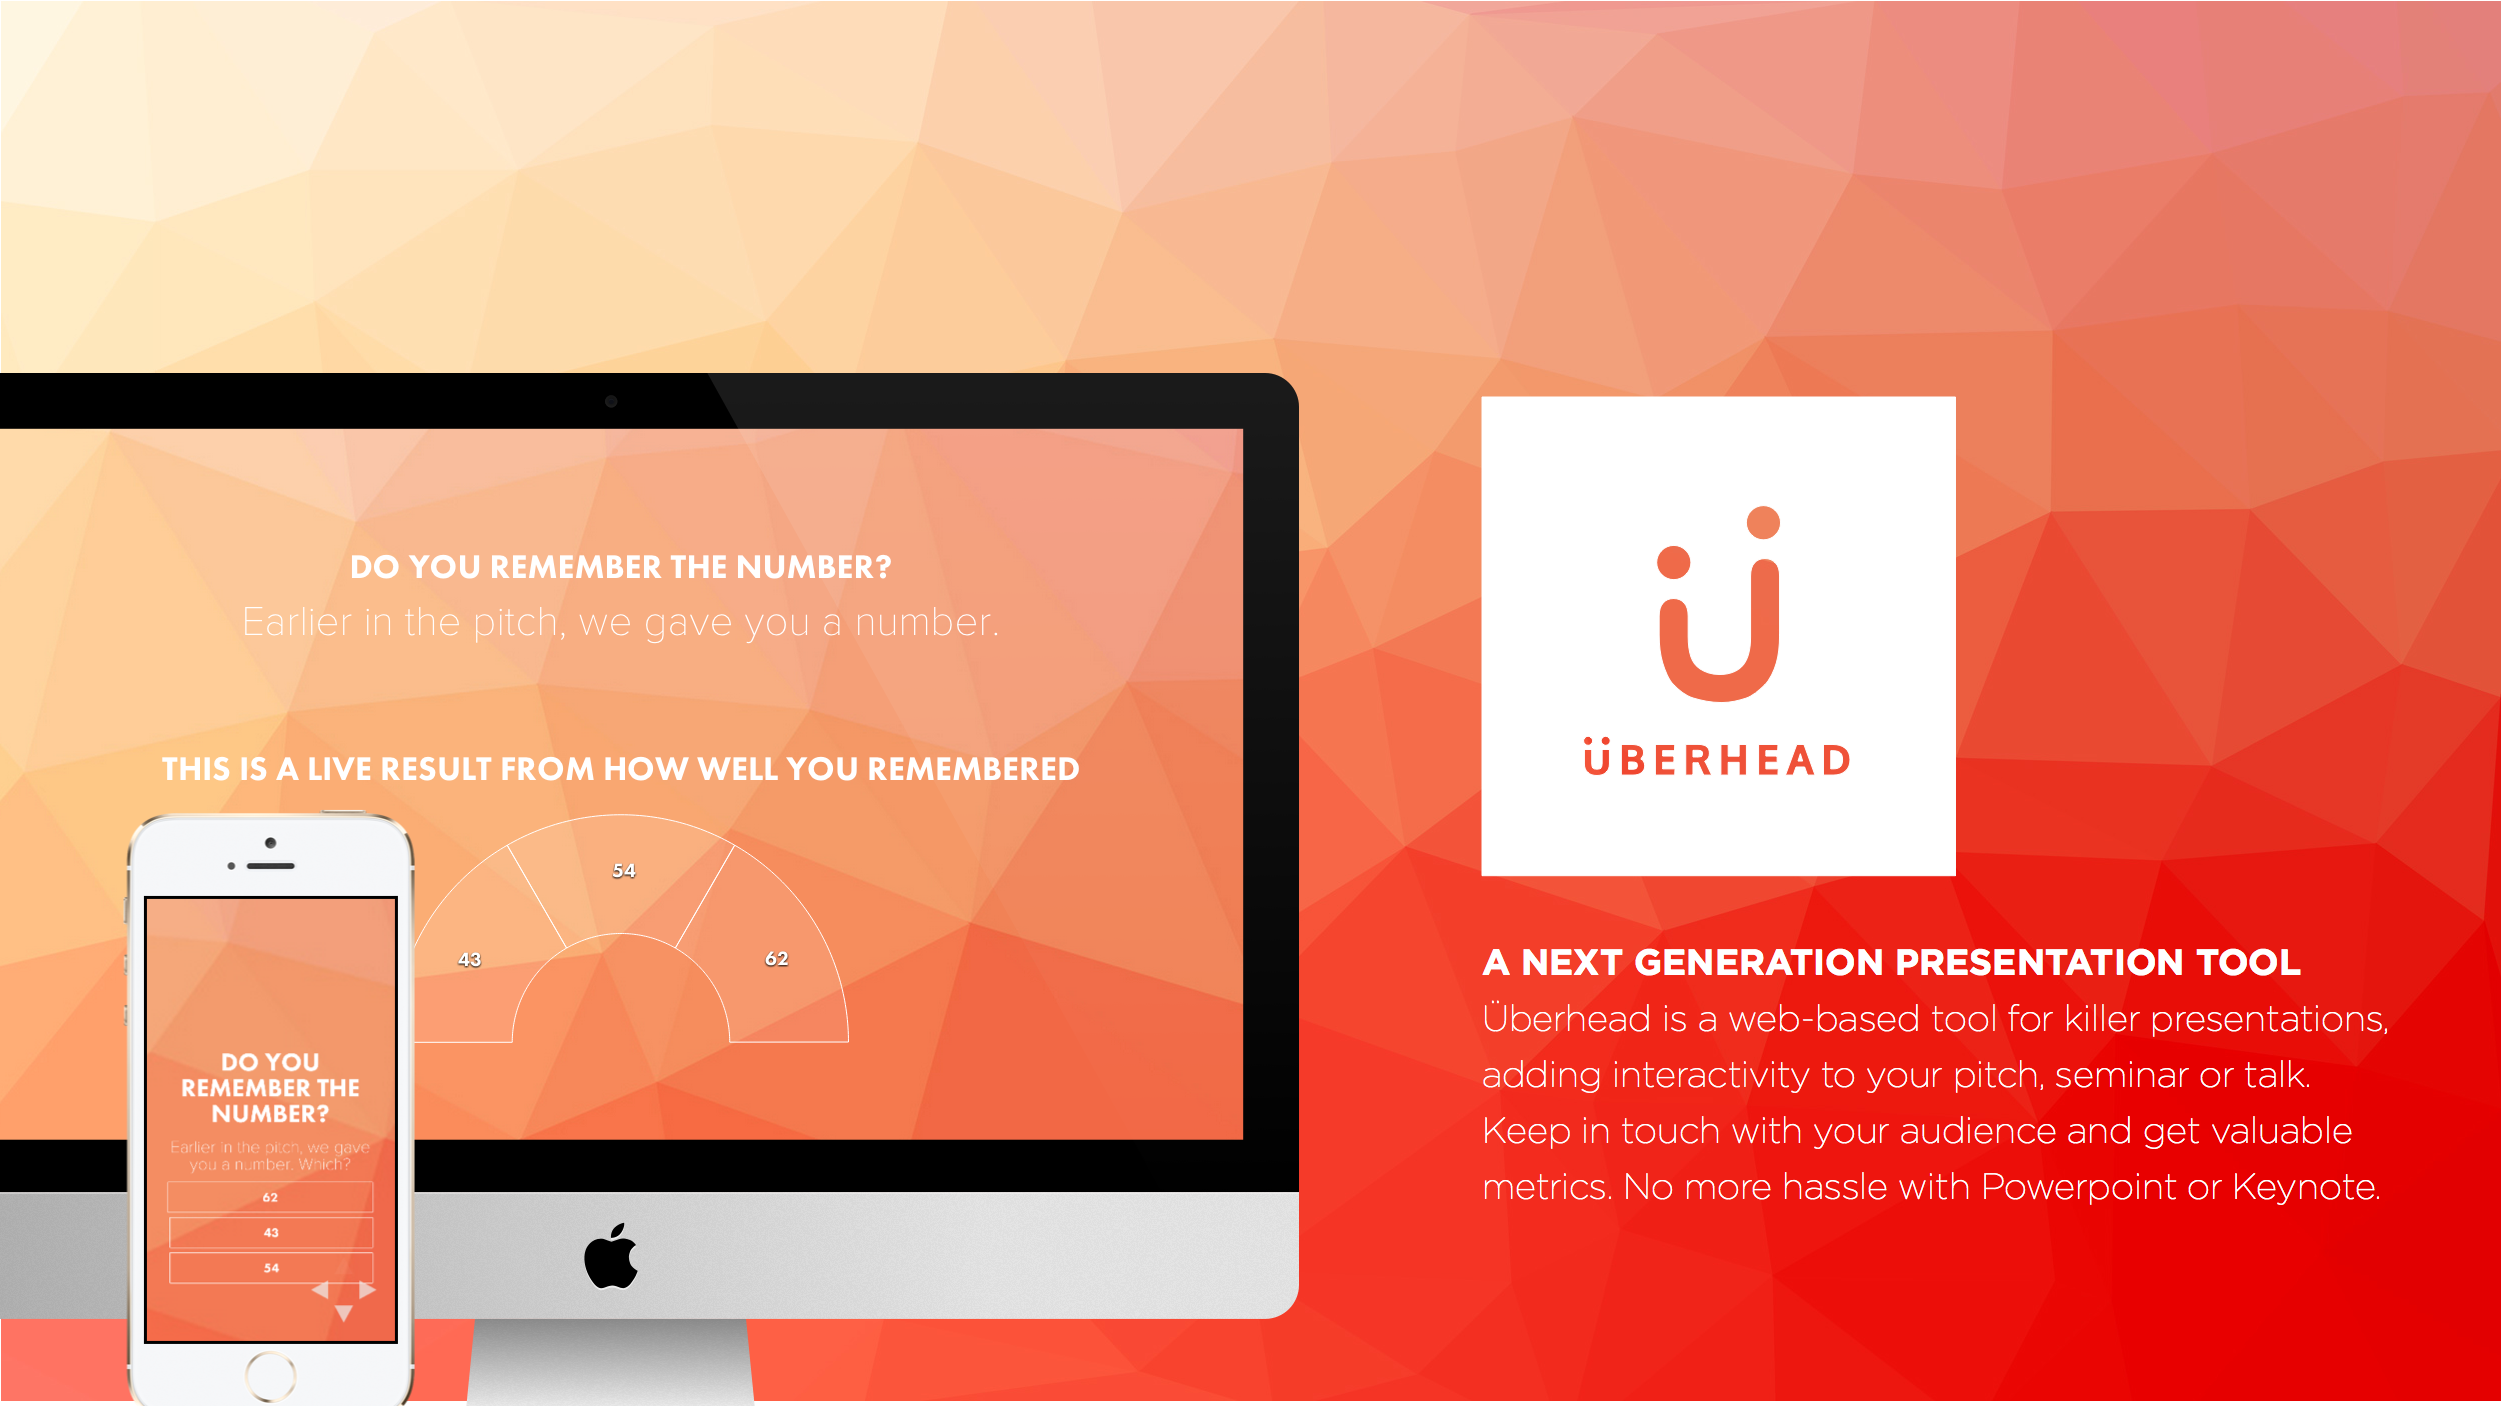 DO YOU REMEMBER THE NUMBER?
Earlier in the pitch, we gave you a number.
THIS IS A LIVE RESULT FROM HOW WELL YOU REMEMBERED
54
43
62
DO YOU
REMEMBER THE
NUMBER?
Earlier in the pitch, we gave
you a number. Which?
62
43
54
ÜBERHEAD
A NEXT GENERATION PRESENTATION TOOL
Überhead is a web-based tool for killer presentations,
adding interactivity to your pitch, seminar or talk.
Keep in touch with your audience and get valuable
metrics. No more hassle with Powerpoint or Keynote.